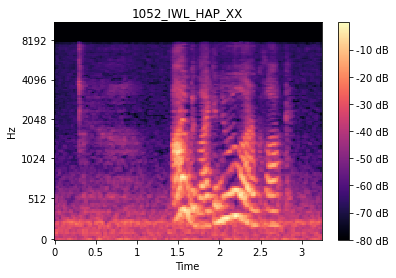 1052_IWL_HAP_XX
8192
4096
2048
1024
512
0
Hz
0
0.5
1
1.5
2
2.5
3
Time
-10 dB
-20 dB
-30 dB
-40 dB
-50 dB
-60 dB
-70 dB
-80 dB